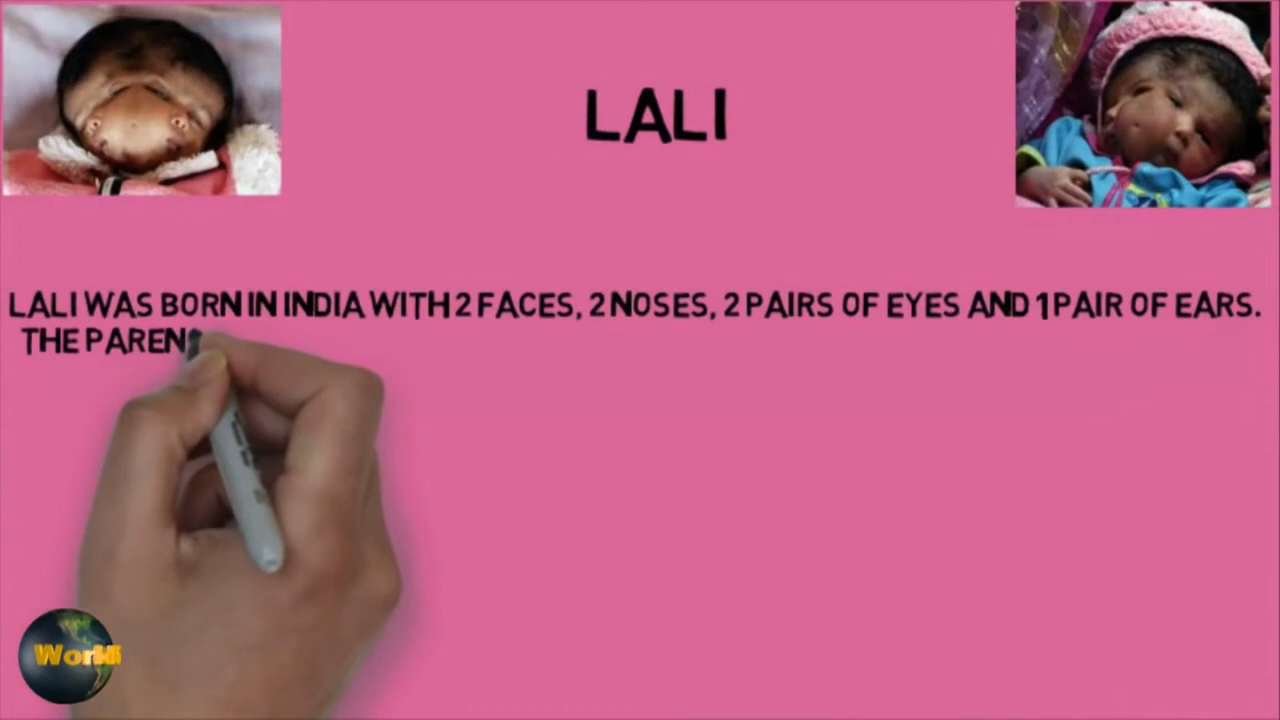 LALI
LALI WAS BORN IN INDIA WITH 2 FACES, 2 NOSES, 2 PAIRS OF EYES AND 1 PAIR OF EARS.
THE PAREN
World